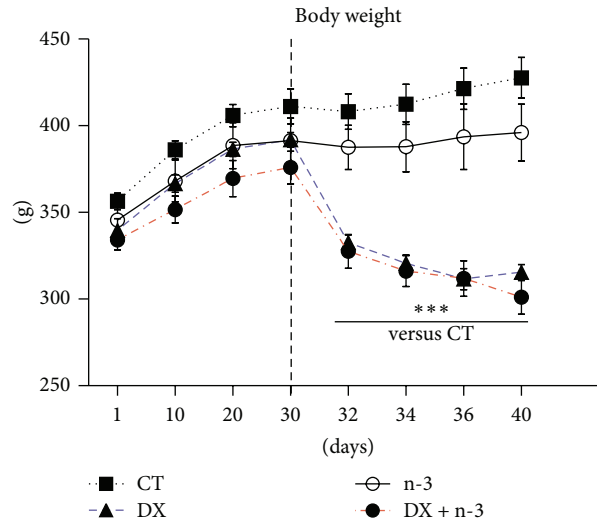 Body weight
450
400
350
300
250
(g)
***
versus CT
1 10 20 30 32 34 36 40
(days)
CT n-3
DX DX + n-3